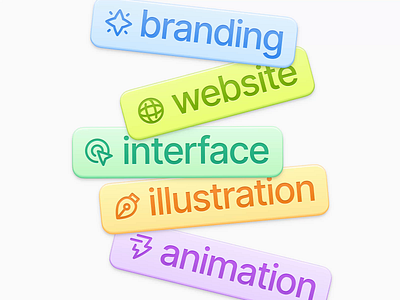 branding
website
interface
illustration
animation